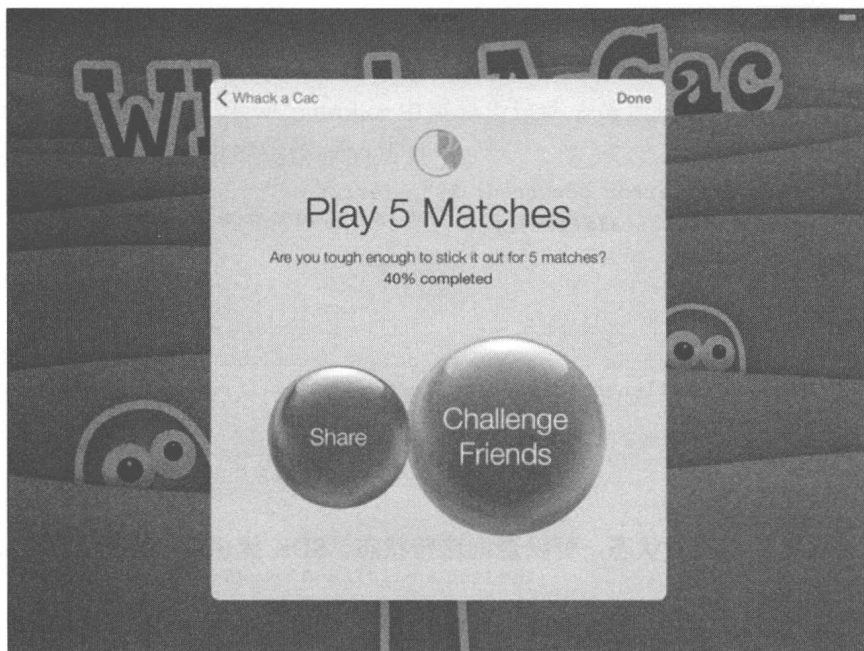 Whack a Cac
Done
Play 5 Matches
Are you tough enough to stick it out for 5 matches?
40% completed
Share
Challenge
Friends